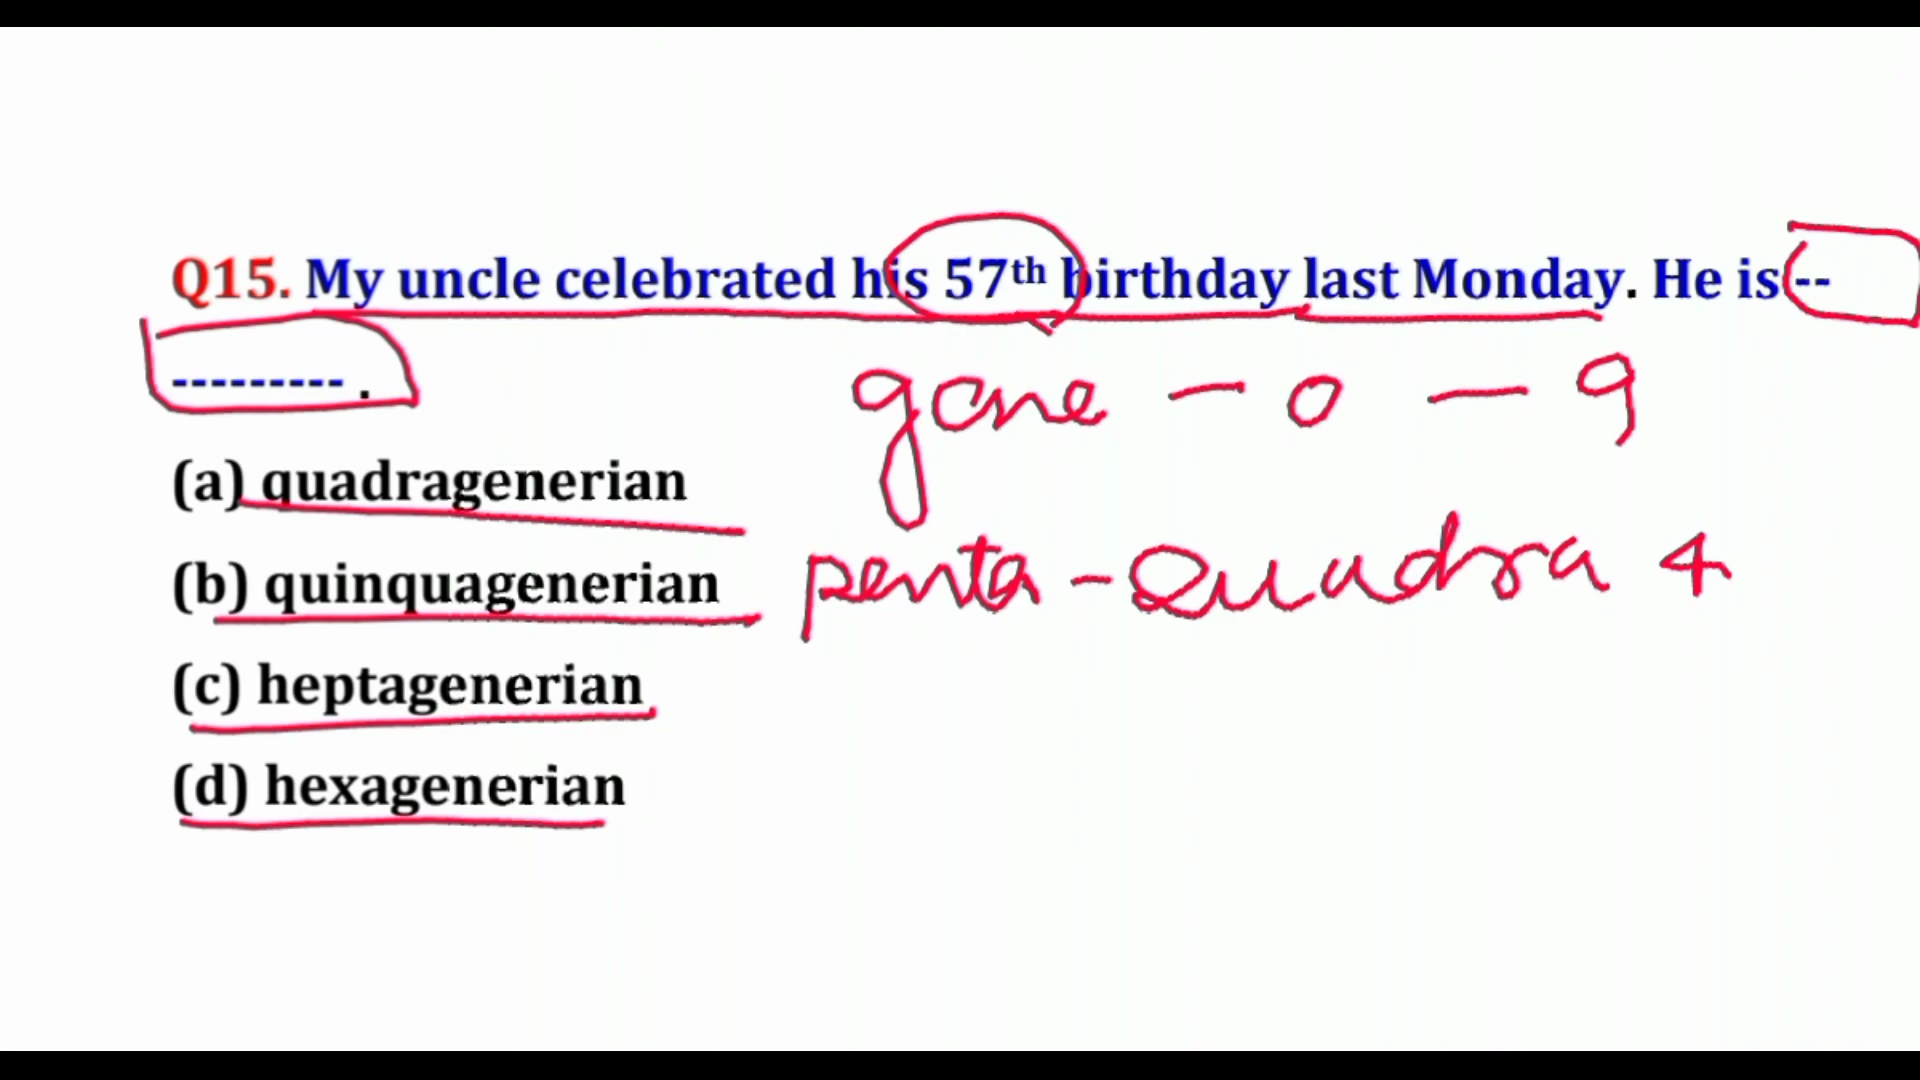 Q15. My uncle celebrated his 57th birthday last Monday. He is --
--------- .
gene - 0 - 9
(a) quadragenerian
(b) quinquagenerian
penta - Quadra 4
(c) heptagenerian
(d) hexagenerian